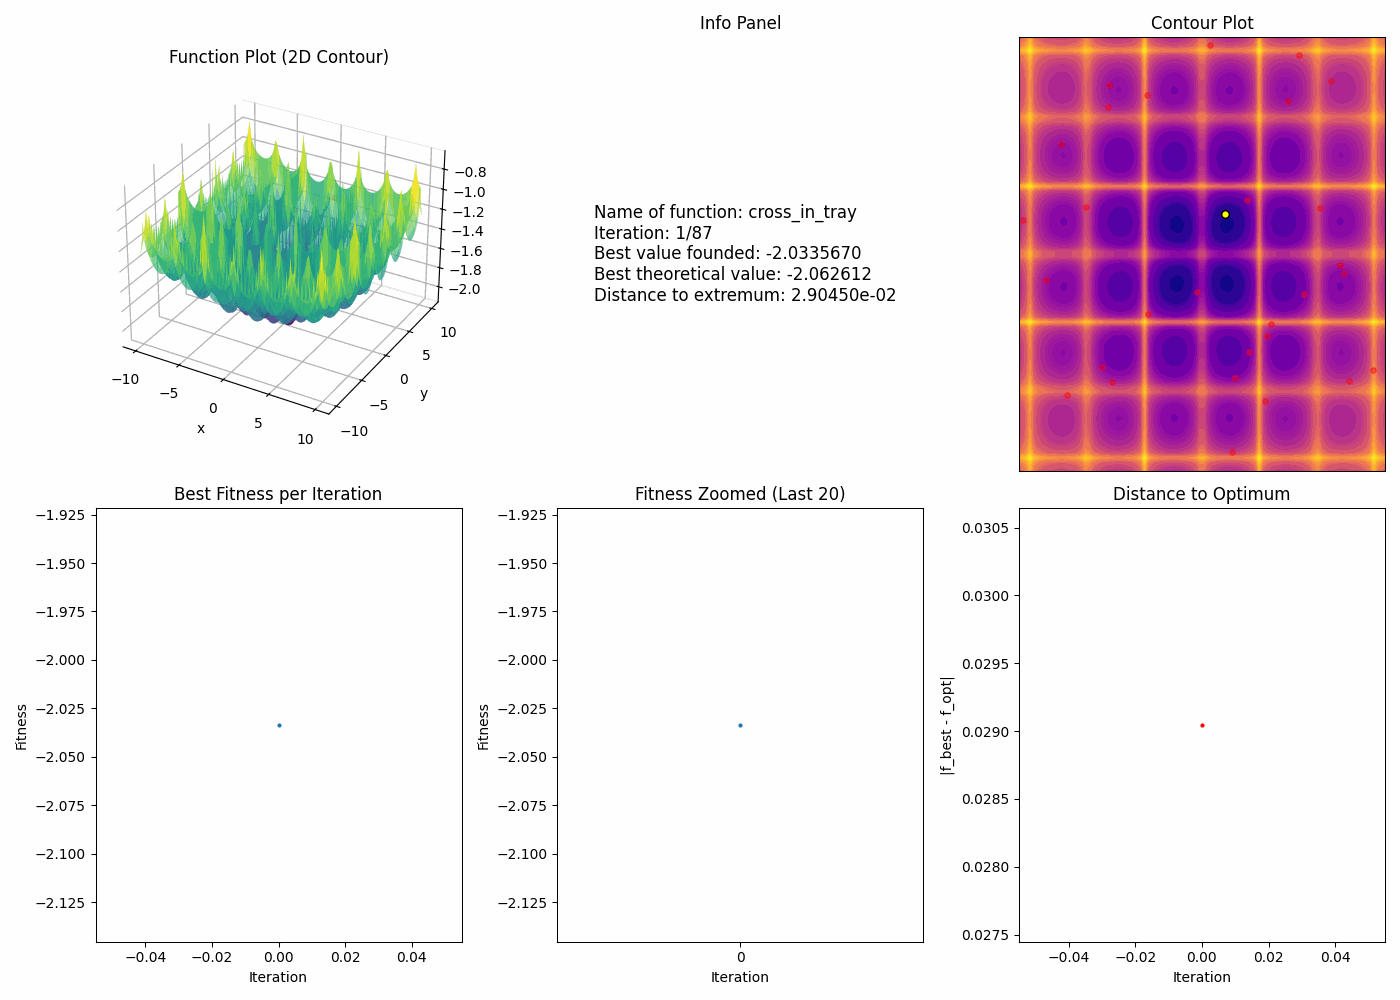 Info Panel
Contour Plot
Function Plot (2D Contour)
−0.8
−1.0
−1.2
−1.4
−1.6
−1.8
−2.0
−10
−5
0
5
10
x
−10
−5
0
5
10
y
Name of function: cross_in_tray
Iteration: 1/87
Best value founded: -2.0335670
Best theoretical value: -2.062612
Distance to extremum: 2.90450e-02
Best Fitness per Iteration
−1.925
−1.950
−1.975
−2.000
−2.025
−2.050
−2.075
−2.100
−2.125
Fitness
−0.04
−0.02
0.00
0.02
0.04
Iteration
Fitness Zoomed (Last 20)
−1.925
−1.950
−1.975
−2.000
−2.025
−2.050
−2.075
−2.100
−2.125
Fitness
0
Iteration
Distance to Optimum
0.0305
0.0300
0.0295
0.0290
0.0285
0.0280
0.0275
|f_best - f_opt|
−0.04
−0.02
0.00
0.02
0.04
Iteration